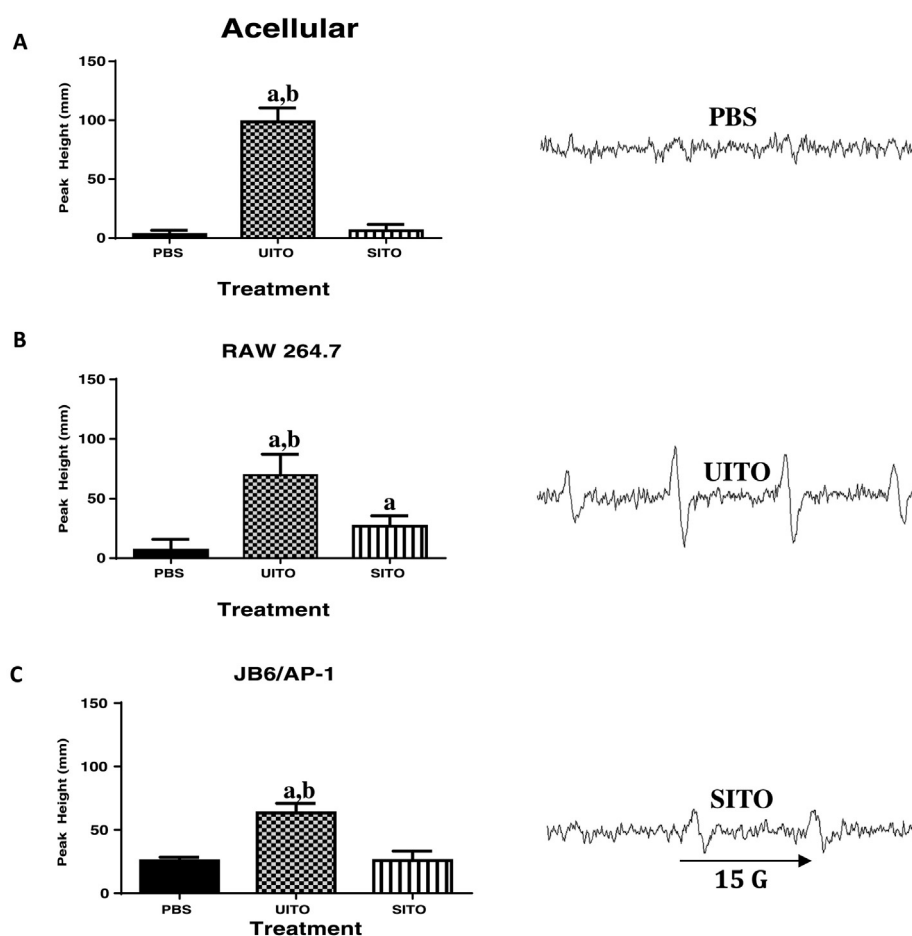 A
Acellular
Peak Height (mm)
150
100
50
0
a,b
PBS
UITO
SITO
Treatment
PBS
B
RAW 264.7
Peak Height (mm)
150
100
50
0
a,b
a
PBS
UITO
SITO
Treatment
UITO
C
JB6/AP-1
Peak Height (mm)
150
100
50
0
a,b
PBS
UITO
SITO
Treatment
SITO
15 G